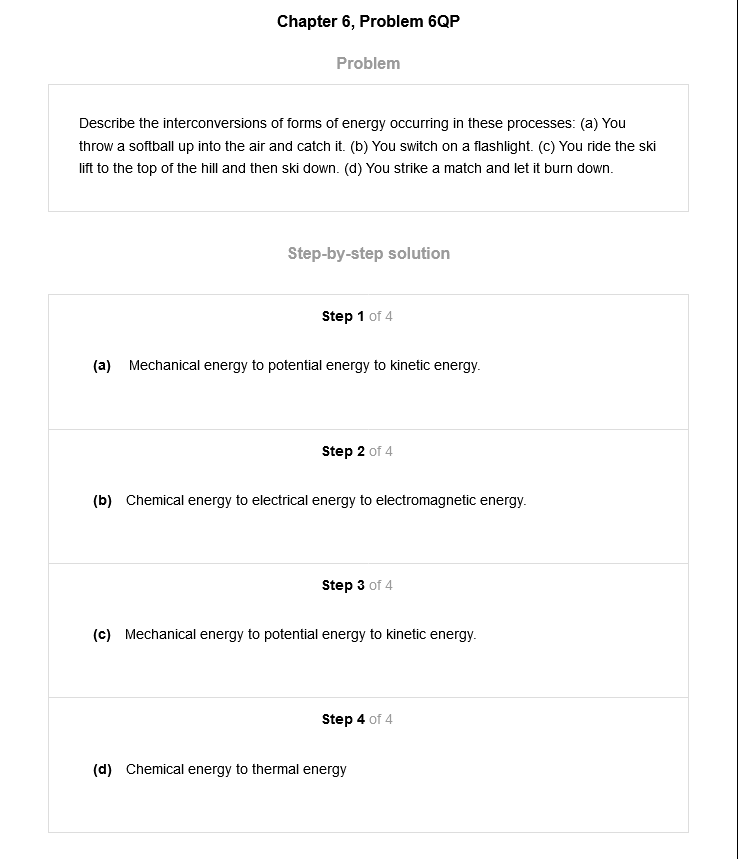 Chapter 6, Problem 6QP
Problem
Describe the interconversions of forms of energy occurring in these processes: (a) You
throw a softball up into the air and catch it. (b) You switch on a flashlight. (c) You ride the ski
lift to the top of the hill and then ski down. (d) You strike a match and let it burn down.
Step-by-step solution
Step 1 of 4
(a) Mechanical energy to potential energy to kinetic energy.
Step 2 of 4
(b) Chemical energy to electrical energy to electromagnetic energy.
Step 3 of 4
(c) Mechanical energy to potential energy to kinetic energy.
Step 4 of 4
(d) Chemical energy to thermal energy